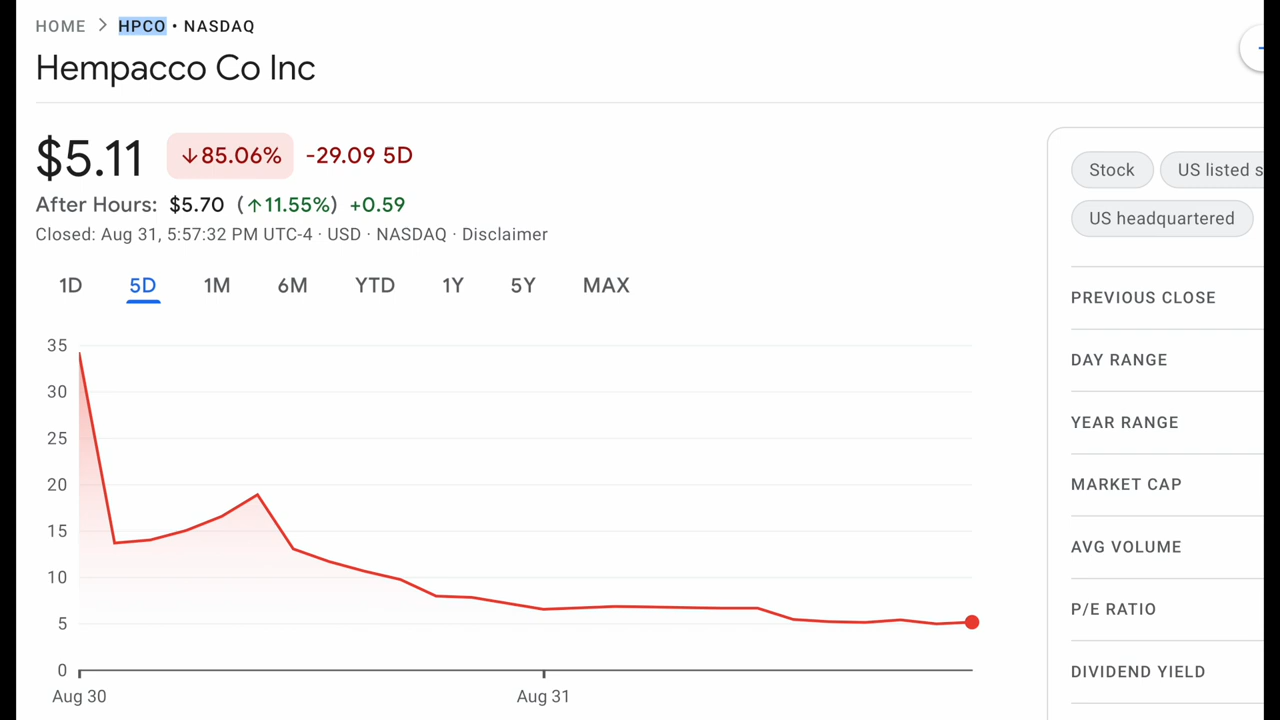 HOME > HPCO • NASDAQ
Hempacco Co Inc
$5.11 ↓85.06% -29.09 5D
After Hours: $5.70 (↑11.55%) +0.59
Closed: Aug 31, 5:57:32 PM UTC-4 · USD · NASDAQ · Disclaimer
1D 5D 1M 6M YTD 1Y 5Y MAX
35
30
25
20
15
10
5
0
Aug 30 Aug 31
Stock US listed s
US headquartered
PREVIOUS CLOSE
DAY RANGE
YEAR RANGE
MARKET CAP
AVG VOLUME
P/E RATIO
DIVIDEND YIELD